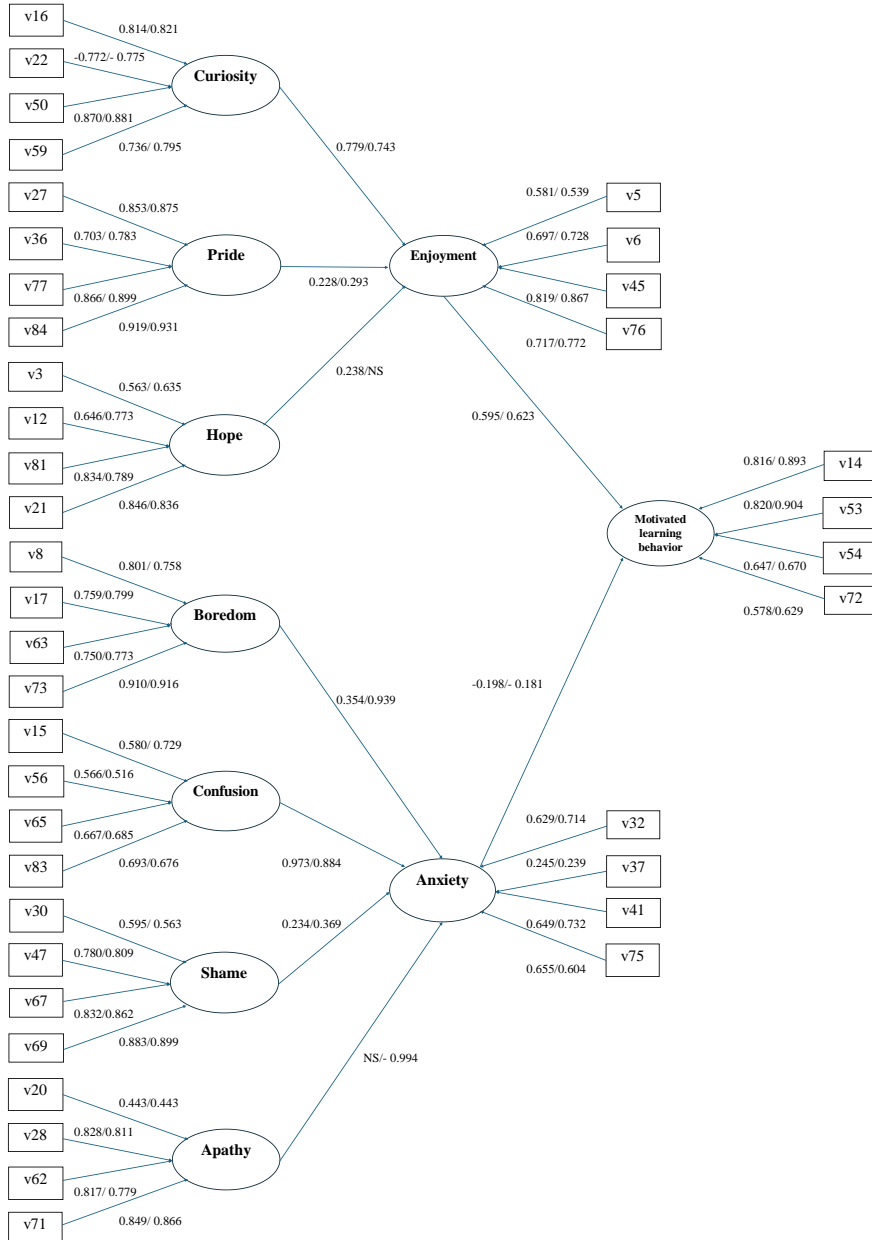 v16
0.814/0.821
v22
-0.772/- 0.775
Curiosity
v50
0.870/0.881
v59
0.736/ 0.795
0.779/0.743
v27
0.853/0.875
v36
0.703/ 0.783
Pride
v77
0.866/ 0.899
v84
0.919/0.931
0.228/0.293
Enjoyment
0.581/ 0.539
v5
0.697/ 0.728
v6
v45
0.819/ 0.867
v76
0.717/0.772
v3
0.563/ 0.635
v12
0.646/0.773
Hope
v81
0.834/0.789
v21
0.846/0.836
0.238/NS
0.595/ 0.623
Motivated
learning
behavior
0.816/ 0.893
v14
0.820/0.904
v53
v54
0.647/ 0.670
v72
0.578/0.629
v8
0.801/ 0.758
v17
0.759/0.799
Boredom
v63
0.750/0.773
v73
0.910/0.916
0.354/0.939
-0.198/- 0.181
v15
0.580/ 0.729
v56
0.566/0.516
Confusion
v65
0.667/0.685
v83
0.693/0.676
0.973/0.884
Anxiety
0.629/0.714
v32
0.245/0.239
v37
v41
0.649/0.732
v75
0.655/0.604
v30
0.595/ 0.563
v47
0.780/0.809
Shame
v67
0.832/0.862
v69
0.883/0.899
0.234/0.369
NS/- 0.994
v20
0.443/0.443
v28
0.828/0.811
Apathy
v62
0.817/ 0.779
v71
0.849/ 0.866